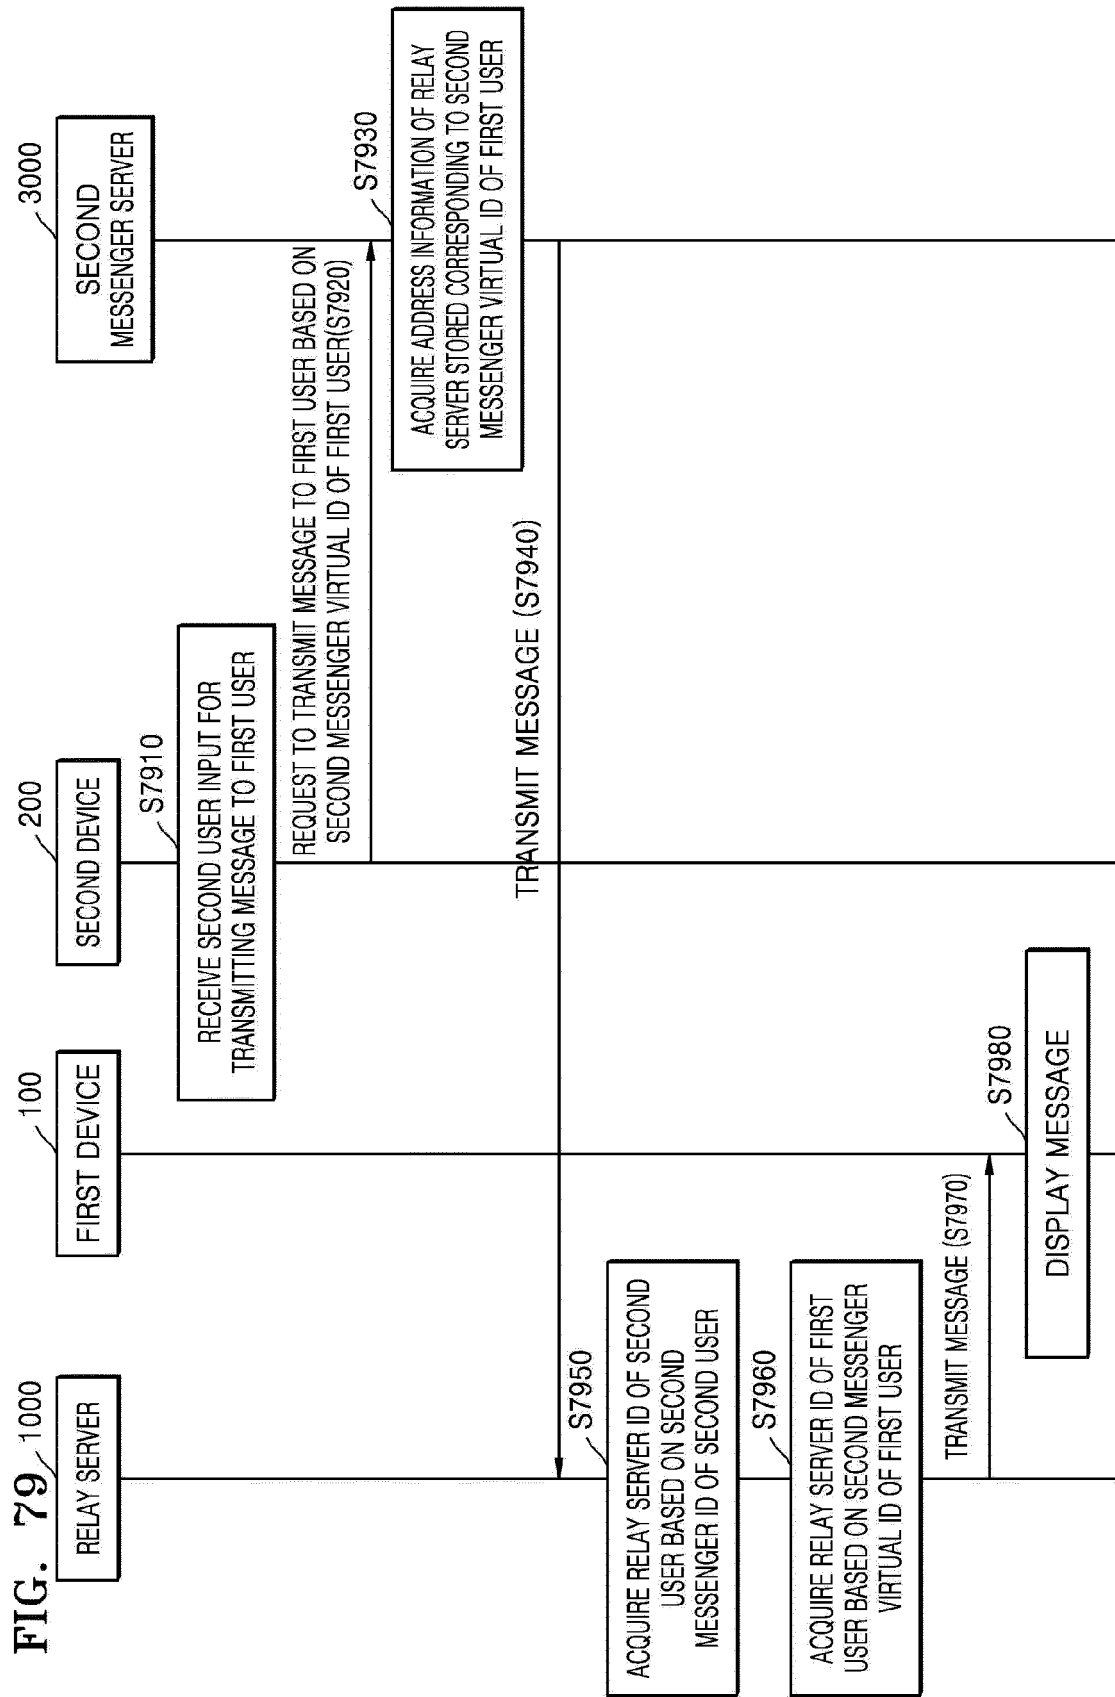 FIG. 79
1000
RELAY SERVER
100
FIRST DEVICE
200
SECOND DEVICE
3000
SECOND
MESSENGER SERVER
S7910
RECEIVE SECOND USER INPUT FOR
TRANSMITTING MESSAGE TO FIRST USER
REQUEST TO TRANSMIT MESSAGE TO FIRST USER BASED ON
SECOND MESSENGER VIRTUAL ID OF FIRST USER(S7920)
S7930
ACQUIRE ADDRESS INFORMATION OF RELAY
SERVER STORED CORRESPONDING TO SECOND
MESSENGER VIRTUAL ID OF FIRST USER
TRANSMIT MESSAGE (S7940)
S7950
ACQUIRE RELAY SERVER ID OF SECOND
USER BASED ON SECOND
MESSENGER ID OF SECOND USER
S7960
ACQUIRE RELAY SERVER ID OF FIRST
USER BASED ON SECOND MESSENGER
VIRTUAL ID OF FIRST USER
TRANSMIT MESSAGE (S7970)
S7980
DISPLAY MESSAGE